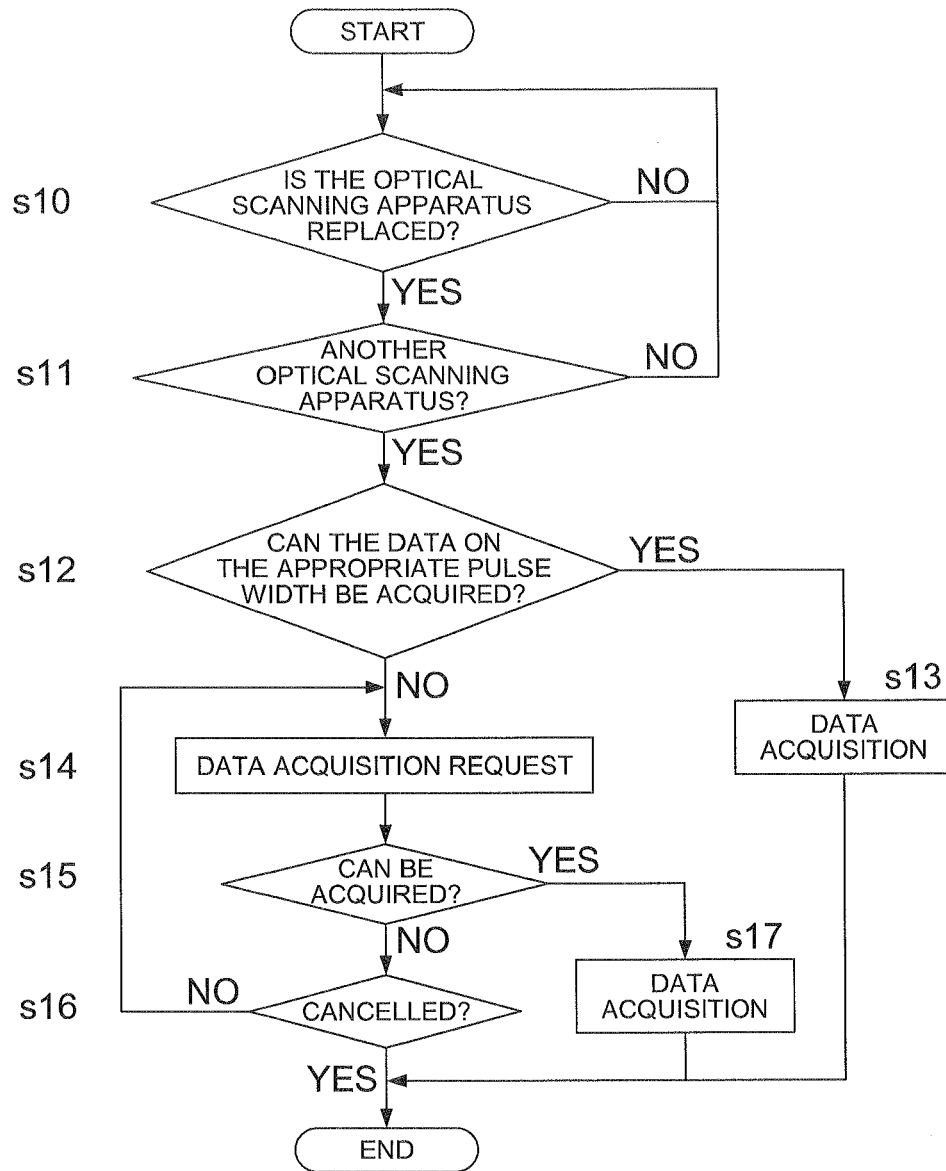 START
s10
IS THE OPTICAL
SCANNING APPARATUS
REPLACED?
NO
YES
s11
ANOTHER
OPTICAL SCANNING
APPARATUS?
NO
YES
s12
CAN THE DATA ON
THE APPROPRIATE PULSE
WIDTH BE ACQUIRED?
YES
NO
s13
DATA
ACQUISITION
s14
DATA ACQUISITION REQUEST
s15
CAN BE
ACQUIRED?
YES
NO
s17
DATA
ACQUISITION
s16
NO
CANCELLED?
YES
END